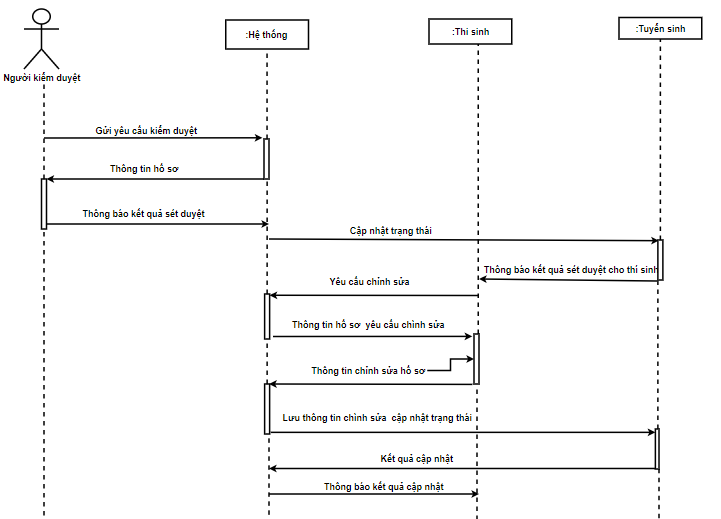 :Hệ thống
:Thí sinh
:Tuyển sinh
Người kiểm duyệt
Gửi yêu cầu kiểm duyệt
Thông tin hồ sơ
Thông báo kết quả sét duyệt
Cập nhật trạng thái
Thông báo kết quả sét duyệt cho thí sinh
Yêu cầu chỉnh sửa
Thông tin hồ sơ yêu cầu chỉnh sửa
Thông tin chỉnh sửa hồ sơ
Lưu thông tin chỉnh sửa cập nhật trạng thái
Kết quả cập nhật
Thông báo kết quả cập nhật